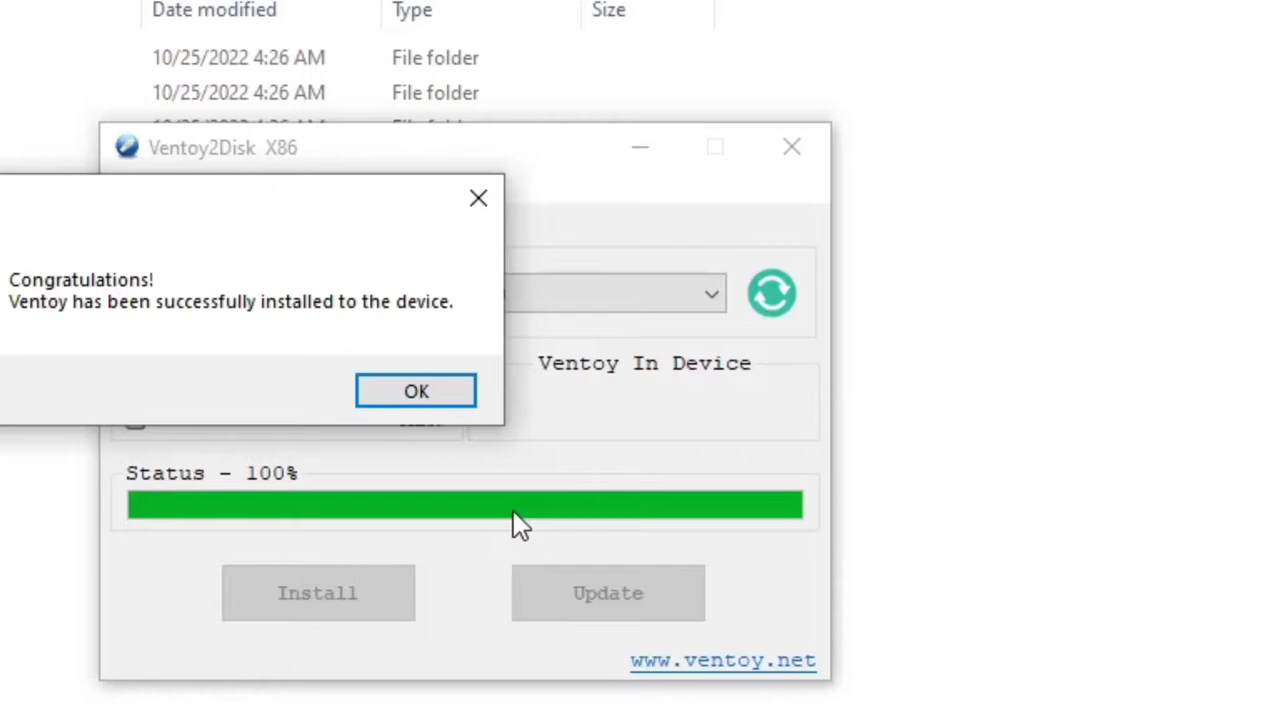 Date modified Type Size
10/25/2022 4:26 AM File folder
10/25/2022 4:26 AM File folder
Ventoy2Disk X86
Congratulations!
Ventoy has been successfully installed to the device.
Ventoy In Device
OK
Status - 100%
Install Update
www.ventoy.net